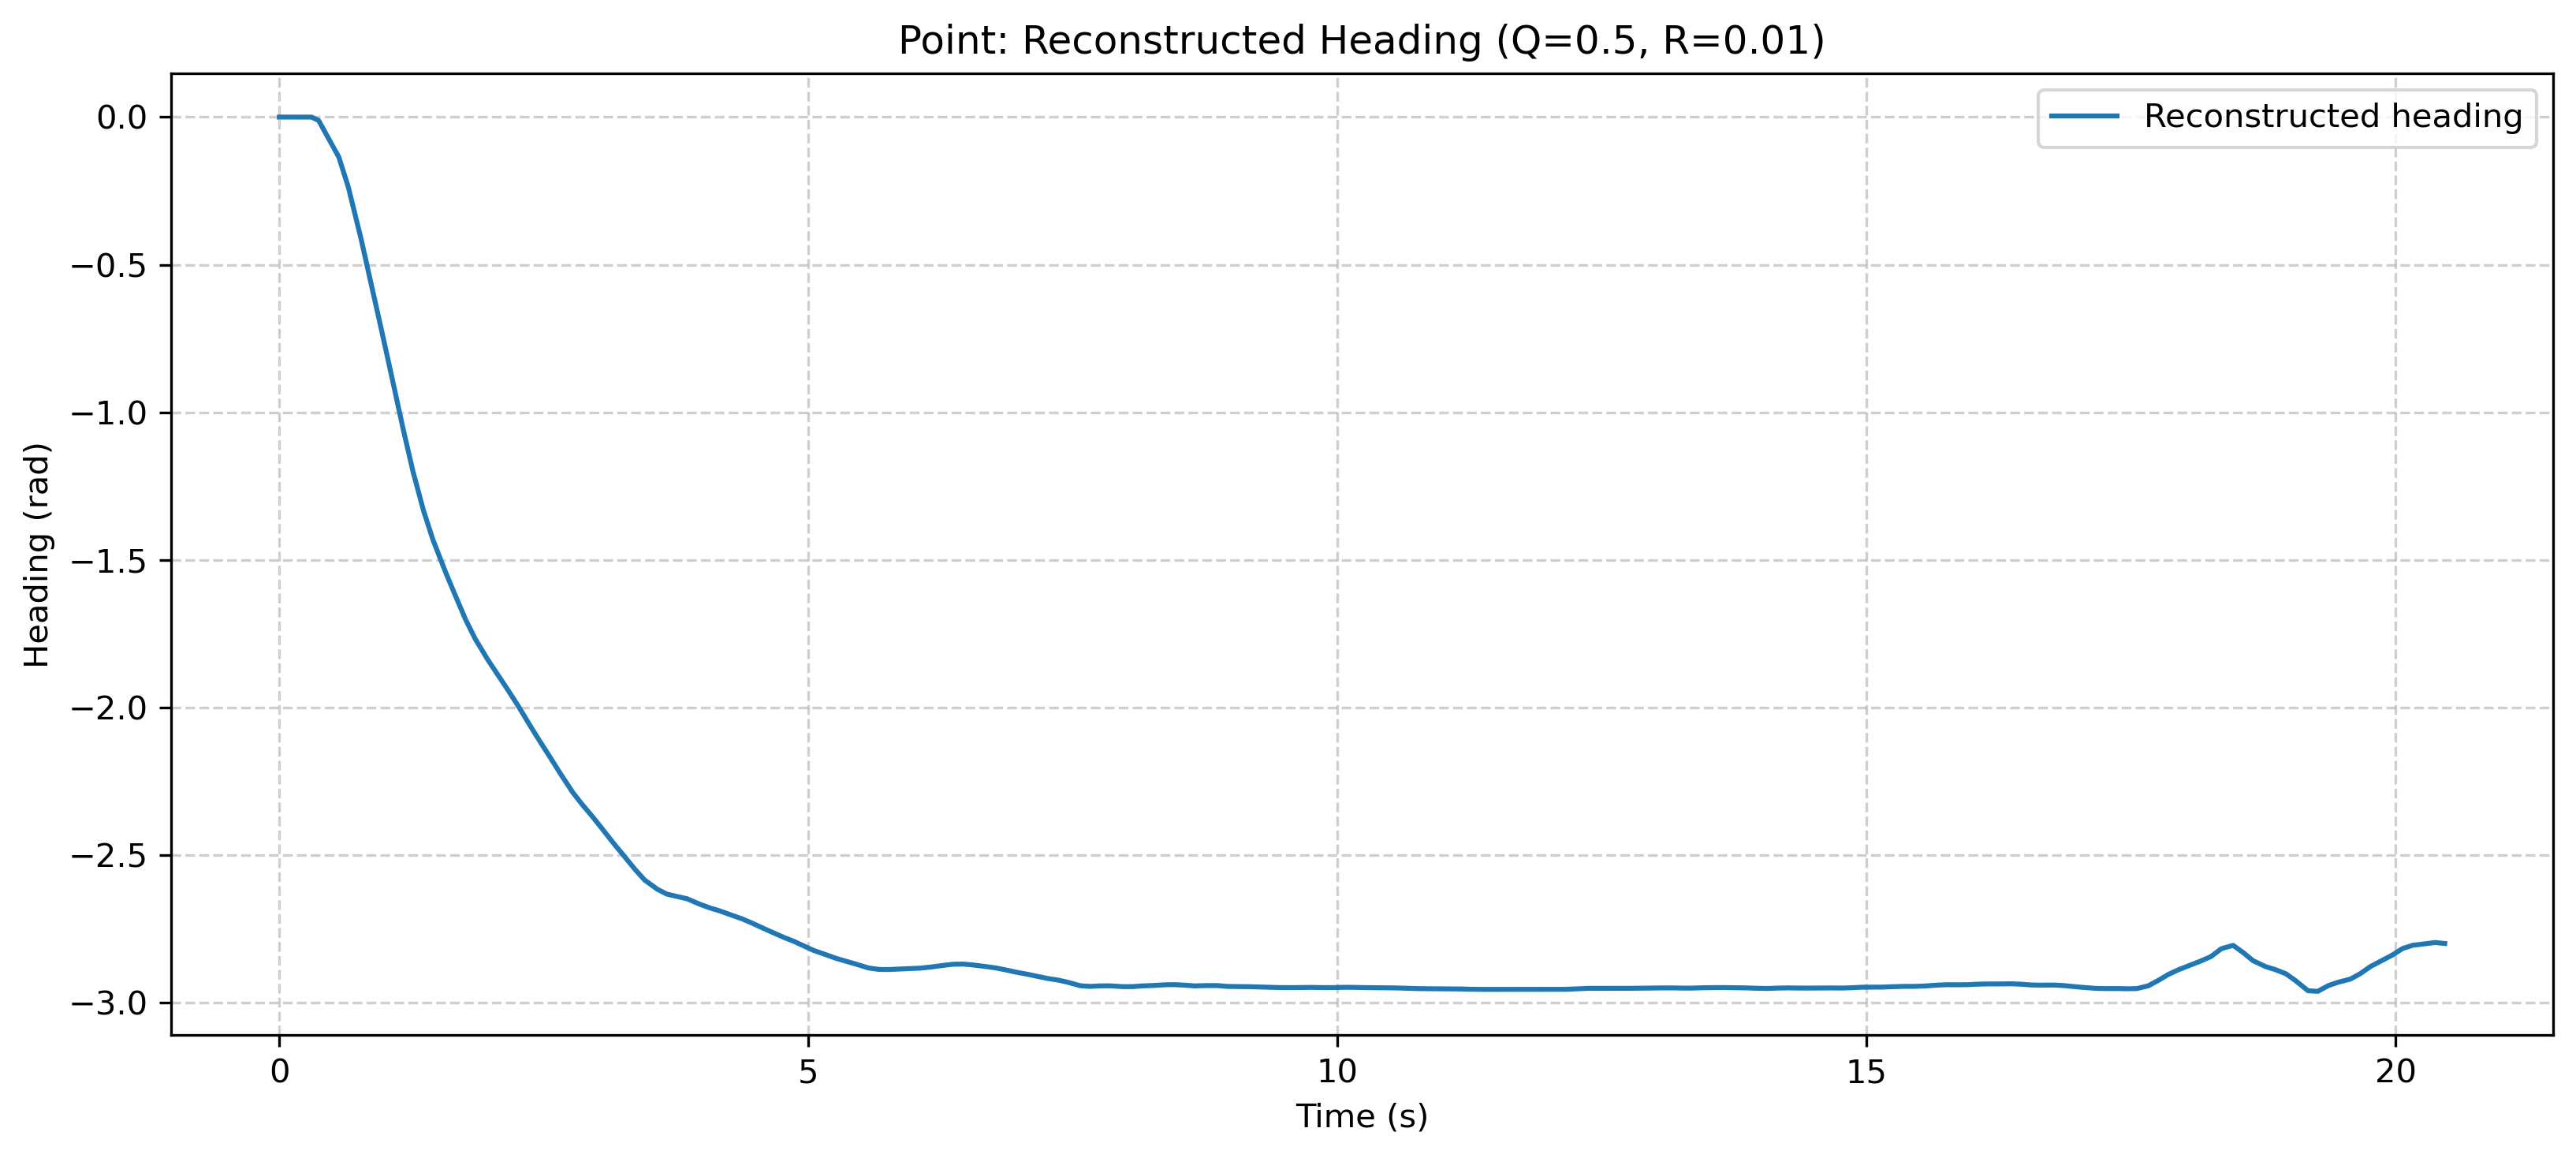 Point: Reconstructed Heading (Q=0.5, R=0.01)
Reconstructed heading
Heading (rad)
0.0
−0.5
−1.0
−1.5
−2.0
−2.5
−3.0
0 5 10 15 20
Time (s)